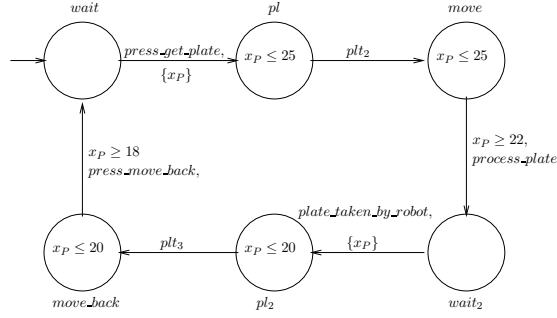 wait
pl
move
press_get_plate,
{x_P}
x_P ≤ 25
plt_2
x_P ≤ 25
x_P ≥ 18
press_move_back,
x_P ≥ 22,
process_plate
plate_taken_by_robot,
{x_P}
x_P ≤ 20
plt_3
x_P ≤ 20
move_back
pl_2
wait_2